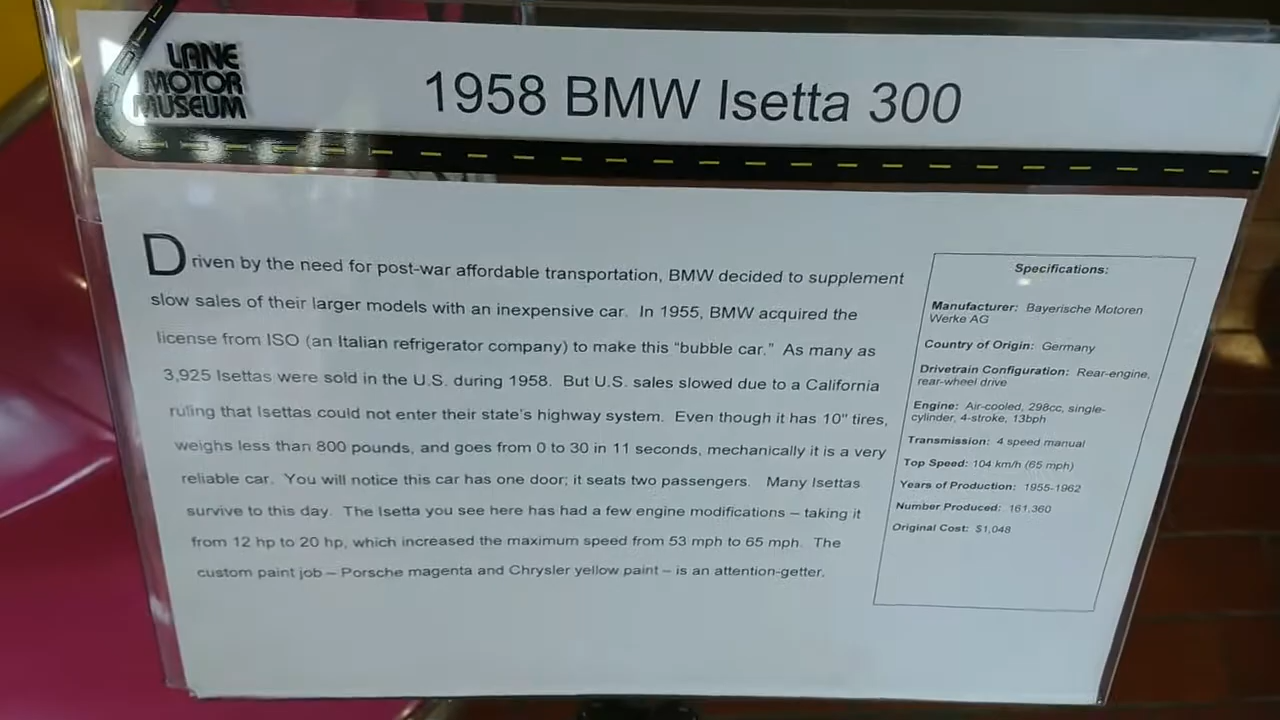 LANE
MOTOR
MUSEUM
1958 BMW Isetta 300
Driven by the need for post-war affordable transportation, BMW decided to supplement
slow sales of their larger models with an inexpensive car. In 1955, BMW acquired the
license from ISO (an Italian refrigerator company) to make this “bubble car.” As many as
3,925 Isettas were sold in the U.S. during 1958. But U.S. sales slowed due to a California
ruling that Isettas could not enter their state's highway system. Even though it has 10" tires,
weighs less than 800 pounds, and goes from 0 to 30 in 11 seconds, mechanically it is a very
reliable car. You will notice this car has one door; it seats two passengers. Many Isettas
survive to this day. The Isetta you see here has had a few engine modifications – taking it
from 12 hp to 20 hp, which increased the maximum speed from 53 mph to 65 mph. The
custom paint job – Porsche magenta and Chrysler yellow paint – is an attention-getter.
Specifications:
Manufacturer: Bayerische Motoren
Werke AG
Country of Origin: Germany
Drivetrain Configuration: Rear-engine,
rear-wheel drive
Engine: Air-cooled, 298cc, single-
cylinder, 4-stroke, 13bph
Transmission: 4 speed manual
Top Speed: 104 km/h (65 mph)
Years of Production: 1955-1962
Number Produced: 161,360
Original Cost: $1,048